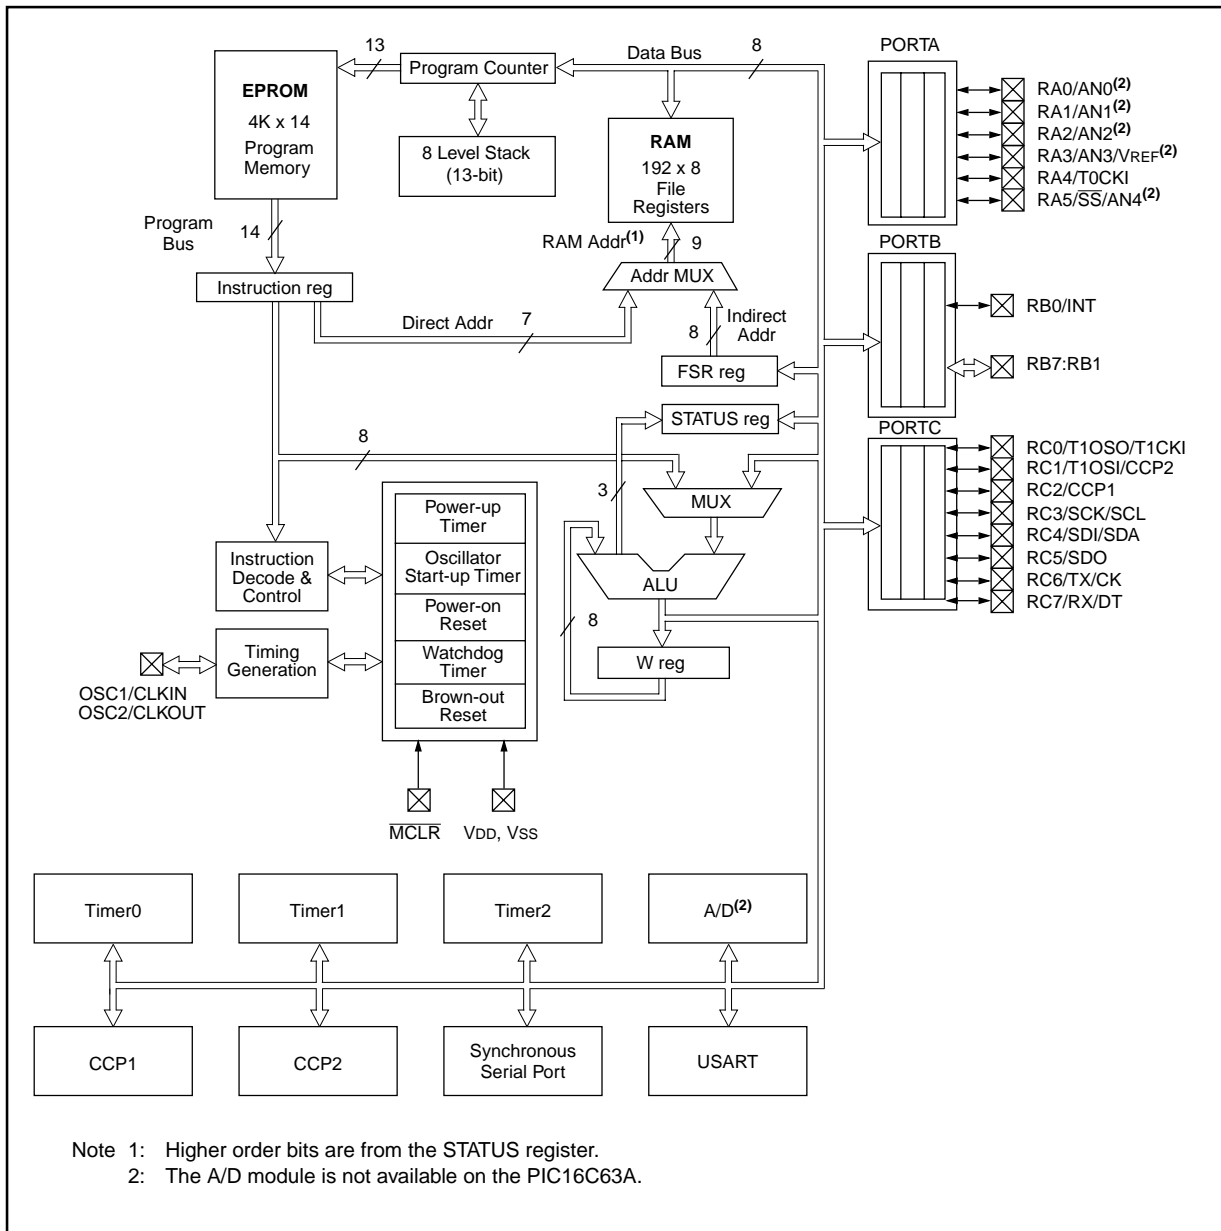 13
Data Bus
8
PORTA
EPROM
4K x 14
Program
Memory
Program Counter
8 Level Stack
(13-bit)
RAM
192 x 8
File
Registers
RA0/AN0(2)
RA1/AN1(2)
RA2/AN2(2)
RA3/AN3/VREF(2)
RA4/T0CKI
RA5/SS/AN4(2)
Program
Bus
14
RAM Addr(1)
9
PORTB
Instruction reg
Addr MUX
Direct Addr
7
8
Indirect
Addr
RB0/INT
FSR reg
RB7:RB1
STATUS reg
PORTC
8
3
MUX
RC0/T1OSO/T1CKI
RC1/T1OSI/CCP2
RC2/CCP1
RC3/SCK/SCL
RC4/SDI/SDA
RC5/SDO
RC6/TX/CK
RC7/RX/DT
Power-up
Timer
Instruction
Decode &
Control
Oscillator
Start-up Timer
ALU
Power-on
Reset
8
Timing
Generation
Watchdog
Timer
W reg
OSC1/CLKIN
OSC2/CLKOUT
Brown-out
Reset
MCLR
VDD, VSS
Timer0
Timer1
Timer2
A/D(2)
CCP1
CCP2
Synchronous
Serial Port
USART
Note 1: Higher order bits are from the STATUS register.
2: The A/D module is not available on the PIC16C63A.